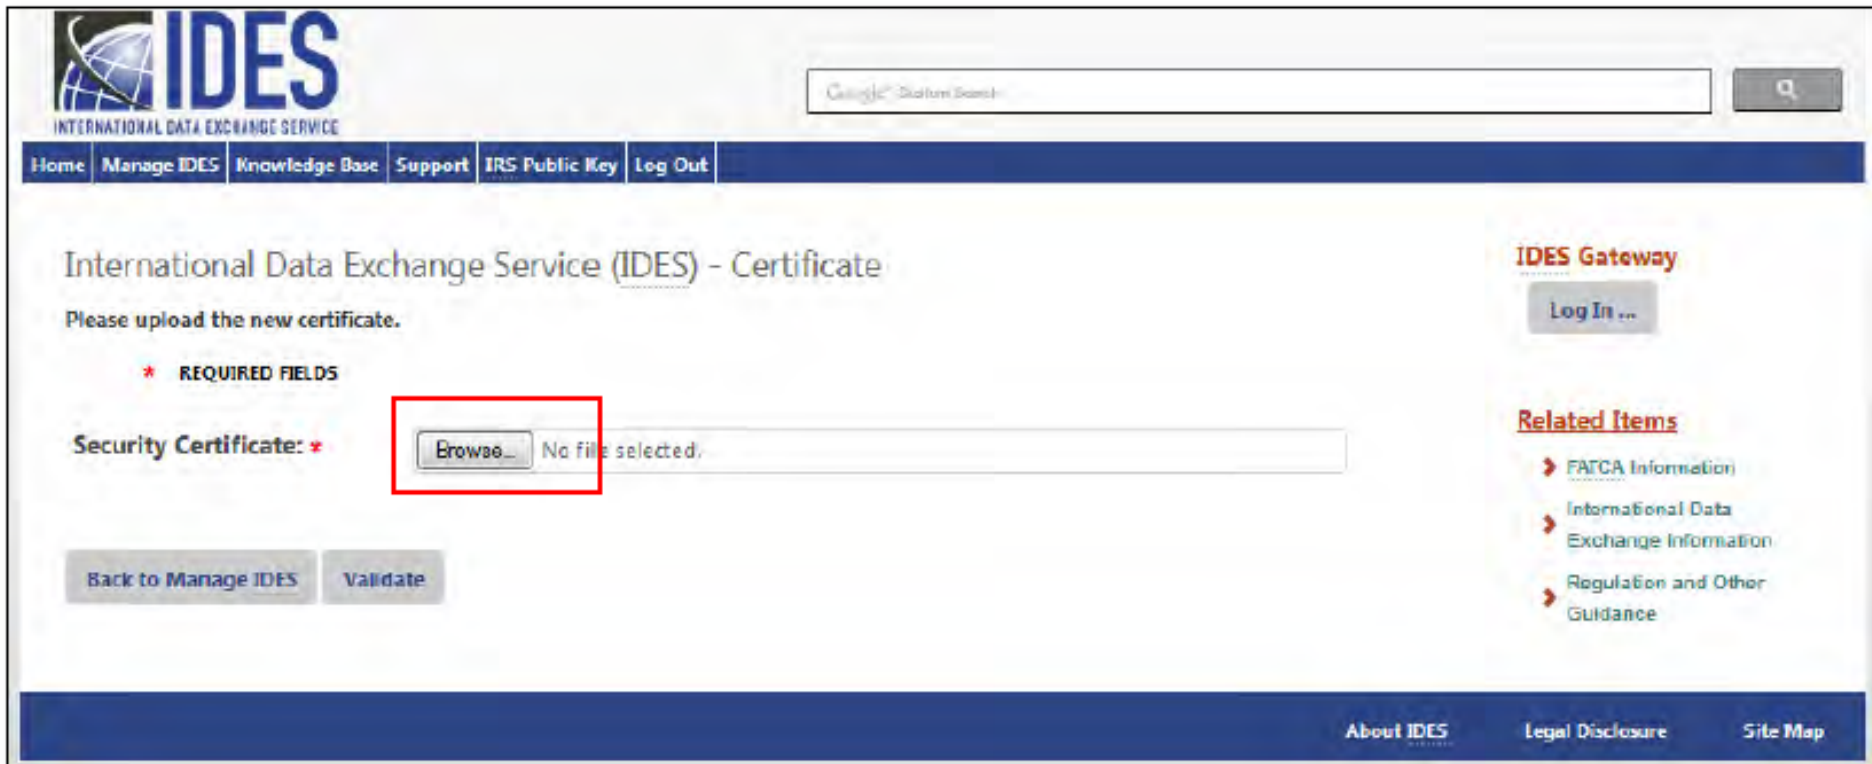 IDES
INTERNATIONAL DATA EXCHANGE SERVICE
Google Custom Search
Home Manage IDES Knowledge Base Support IRS Public Key Log Out
International Data Exchange Service (IDES) - Certificate
Please upload the new certificate.
* REQUIRED FIELDS
Security Certificate: *
Browse... No file selected.
Back to Manage IDES Validate
IDES Gateway
Log In ...
Related Items
FATCA Information
International Data
Exchange Information
Regulation and Other
Guidance
About IDES Legal Disclosure Site Map